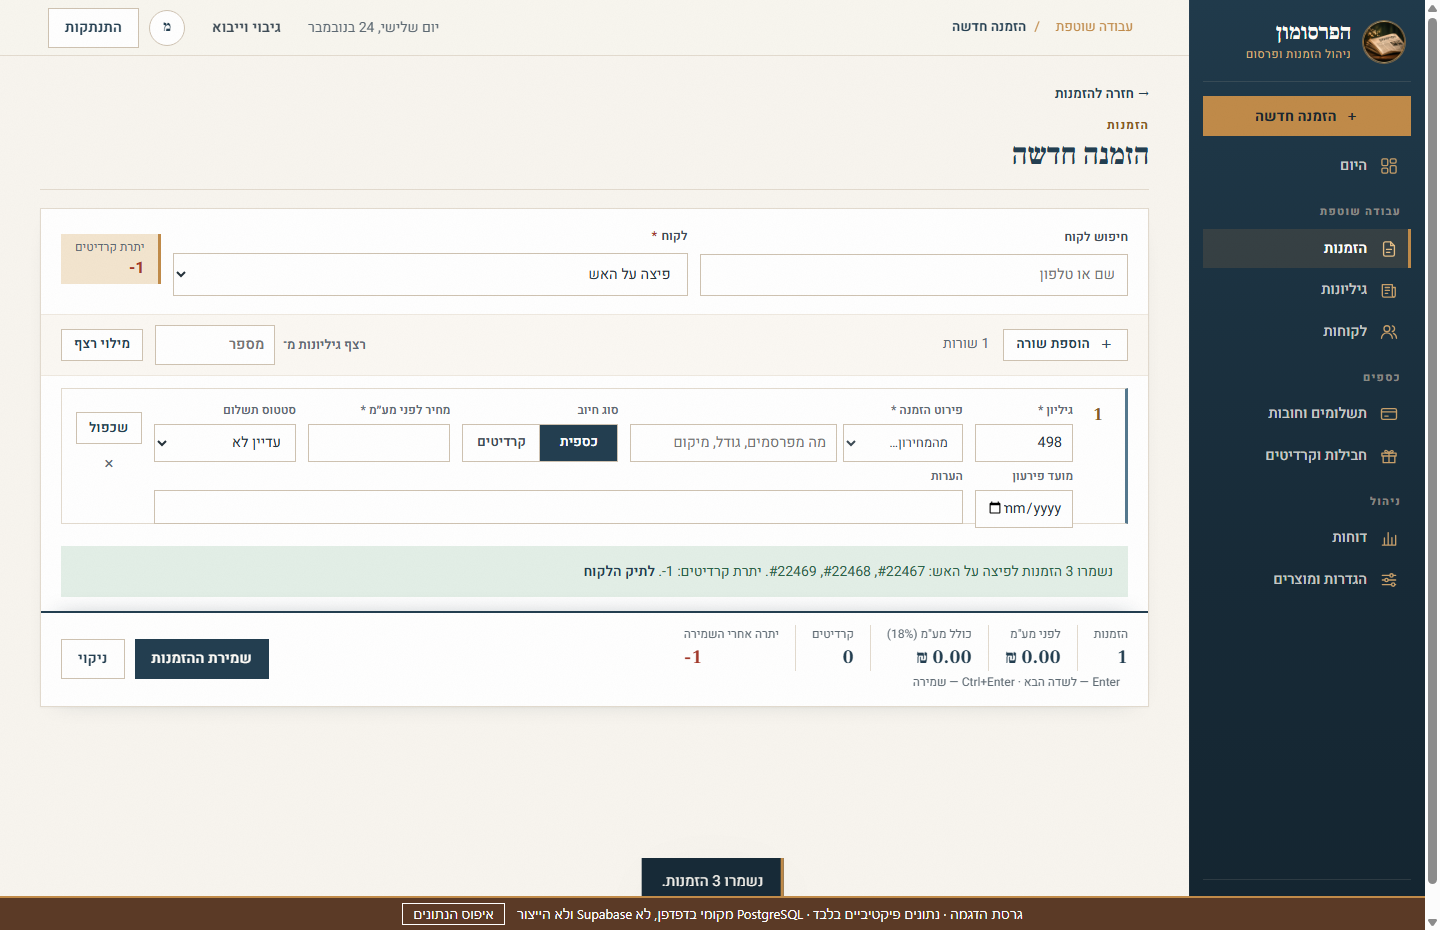 הפרסומון
ניהול הזמנות ופרסום
+ הזמנה חדשה
היום
עבודה שוטפת
הזמנות
גיליונות
לקוחות
כספים
תשלומים וחובות
חבילות וקרדיטים
ניהול
דוחות
הגדרות ומוצרים
עבודה שוטפת / הזמנה חדשה
יום שלישי, 24 בנובמבר
גיבוי וייבוא
מ
התנתקות
→ חזרה להזמנות
הזמנות
הזמנה חדשה
חיפוש לקוח
שם או טלפון
לקוח *
פיצה על האש
יתרת קרדיטים
-1
+ הוספת שורה
1 שורות
רצף גיליונות מ־
מספר
מילוי רצף
1
גיליון *
498
פירוט הזמנה *
מהמחירון...
מה מפרסמים, גודל, מיקום
סוג חיוב
כספית
קרדיטים
מחיר לפני מע״מ *
סטטוס תשלום
עדיין לא
שכפול
×
מועד פירעון
mm/yyyy
הערות
נשמרו 3 הזמנות לפיצה על האש: #22467, #22468, #22469. יתרת קרדיטים: 1-. לתיק הלקוח
הזמנות
1
לפני מע"מ
0.00 ₪
כולל מע"מ (18%)
0.00 ₪
קרדיטים
0
יתרה אחרי השמירה
-1
Enter — לשדה הבא · Ctrl+Enter — שמירה
שמירת ההזמנות
ניקוי
נשמרו 3 הזמנות.
גרסת הדגמה · נתונים פיקטיביים בלבד · PostgreSQL מקומי בדפדפן, לא Supabase ולא הייצור
איפוס הנתונים